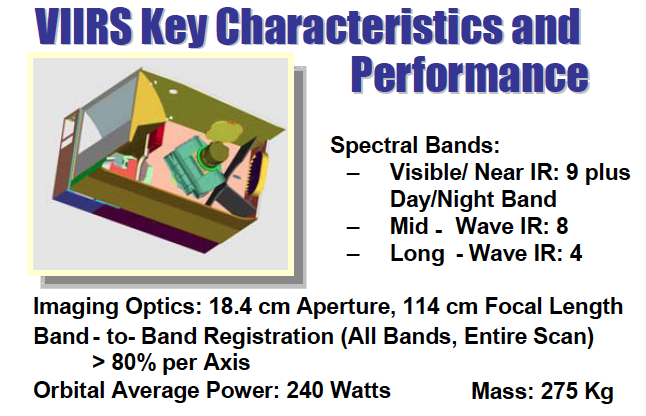 VIIRS Key Characteristics and
Performance
Spectral Bands:
– Visible/ Near IR: 9 plus
Day/Night Band
– Mid - Wave IR: 8
– Long - Wave IR: 4
Imaging Optics: 18.4 cm Aperture, 114 cm Focal Length
Band - to- Band Registration (All Bands, Entire Scan)
> 80% per Axis
Orbital Average Power: 240 Watts Mass: 275 Kg